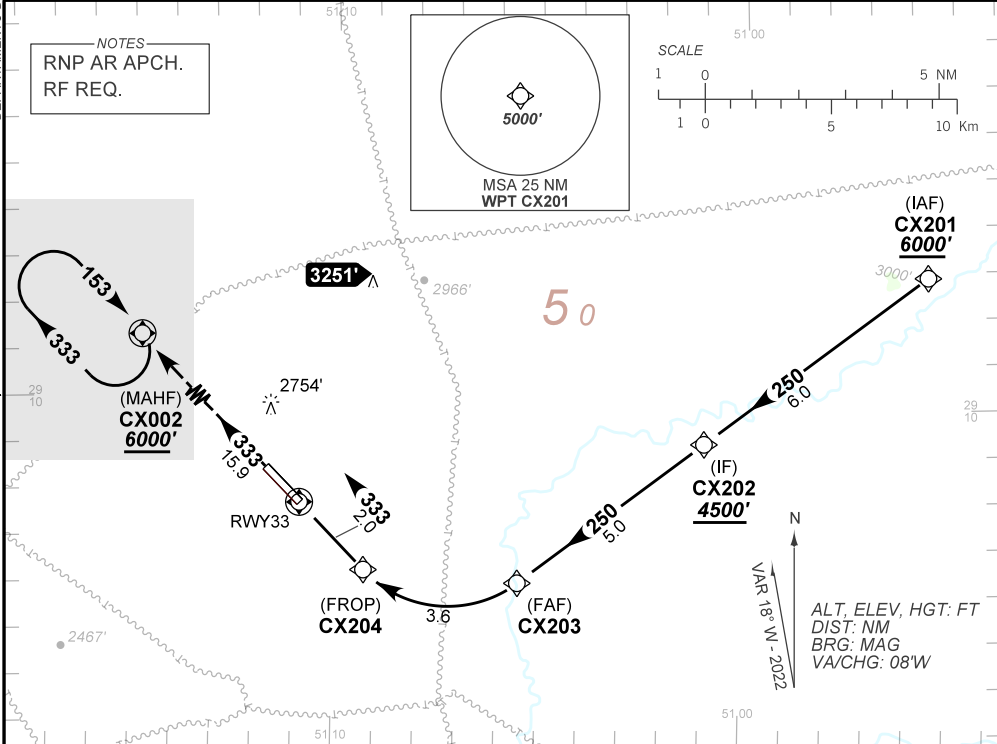 51 10
51'00
NOTES
RNP AR APCH.
RF REQ.
5000'
MSA 25 NM
WPT CX201
SCALE
1 0 5 NM
1 0 5 10 Km
(IAF)
CX201
6000'
3000'
3251'
2966'
5 0
153
333
(MAHF)
CX002
6000'
29
10
2754'
333
15.9
RWY33
333
2.0
250
6.0
29
10
(IF)
CX202
4500'
250
5.0
(FROP)
CX204
3.6
(FAF)
CX203
2467'
N
VAR 18° W - 2022
ALT, ELEV, HGT: FT
DIST: NM
BRG: MAG
VA/CHG: 08'W
51'10
51'00